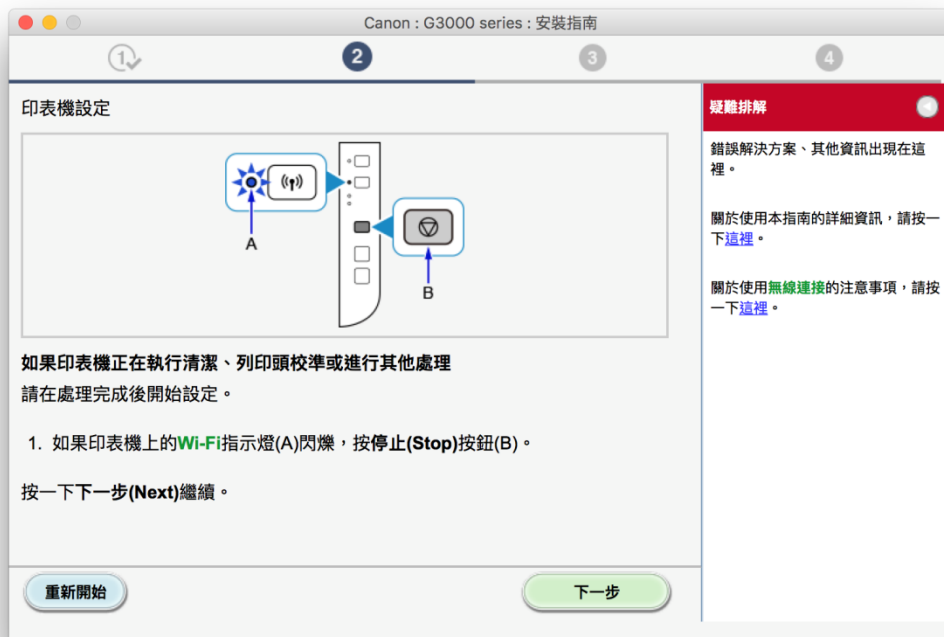 Canon : G3000 series : 安裝指南
1
2
3
4
印表機設定
A
B
如果印表機正在執行清潔、列印頭校準或進行其他處理
請在處理完成後開始設定。
1. 如果印表機上的Wi-Fi指示燈(A)閃爍，按停止(Stop)按鈕(B)。
按一下下一步(Next)繼續。
重新開始
下一步
疑難排解
錯誤解決方案、其他資訊出現在這
裡。
關於使用本指南的詳細資訊，請按一
下這裡。
關於使用無線連接的注意事項，請按
一下這裡。